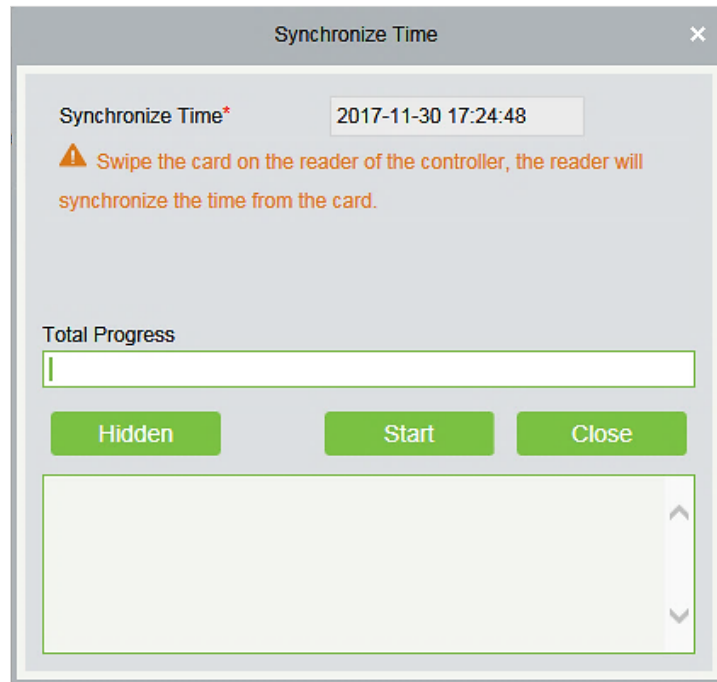 Synchronize Time
Synchronize Time* 2017-11-30 17:24:48
Swipe the card on the reader of the controller, the reader will
synchronize the time from the card.
Total Progress
Hidden Start Close